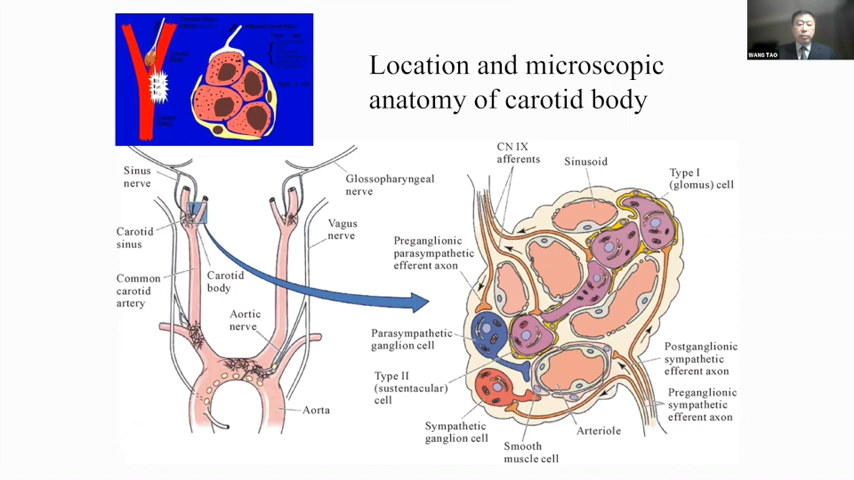 WANG TAO
Location and microscopic
anatomy of carotid body
Sinus
nerve
Glossopharyngeal
nerve
Carotid
sinus
Vagus
nerve
Common
carotid
artery
Carotid
body
Aortic
nerve
Aorta
CN IX
afferents
Sinusoid
Type I
(glomus) cell
Preganglionic
parasympathetic
efferent axon
Parasympathetic
ganglion cell
Type II
(sustentacular)
cell
Sympathetic
ganglion cell
Smooth
muscle cell
Arteriole
Postganglionic
sympathetic
efferent axon
Preganglionic
sympathetic
efferent axon